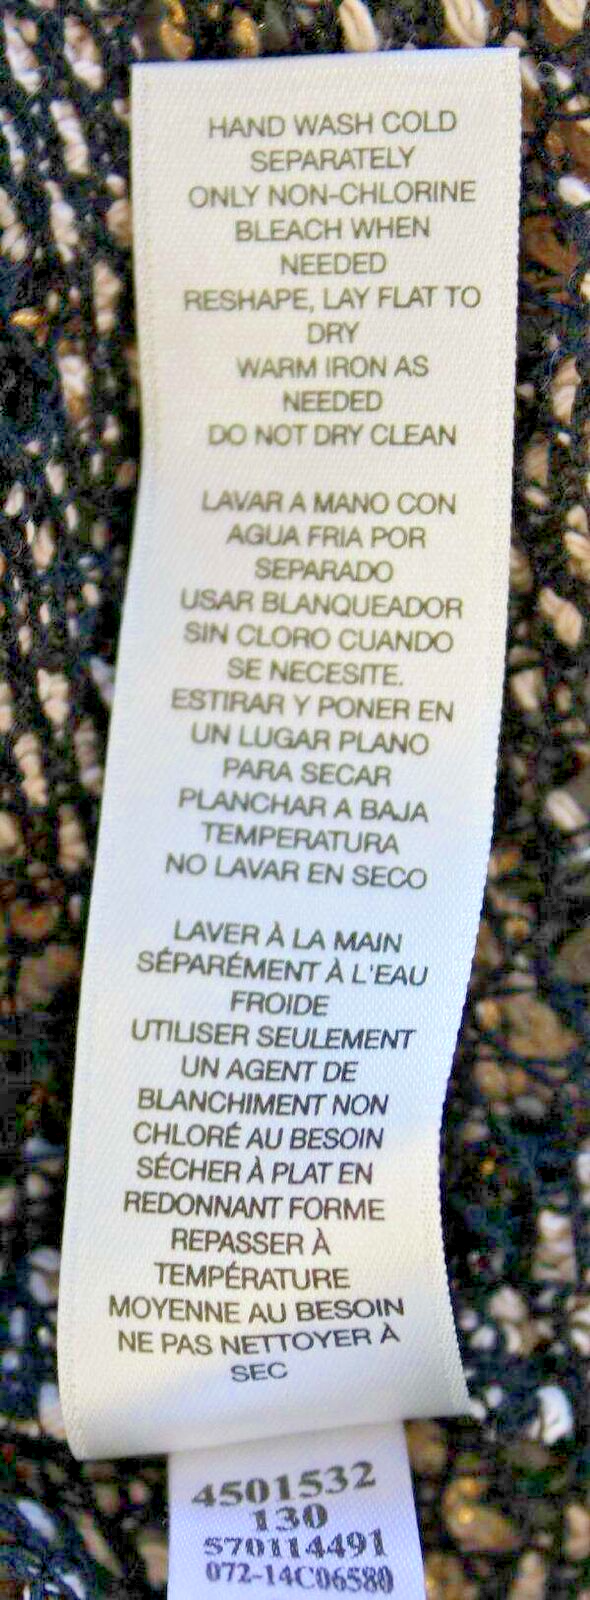 HAND WASH COLD
SEPARATELY
ONLY NON-CHLORINE
BLEACH WHEN
NEEDED
RESHAPE, LAY FLAT TO
DRY
WARM IRON AS
NEEDED
DO NOT DRY CLEAN
LAVAR A MANO CON
AGUA FRIA POR
SEPARADO
USAR BLANQUEADOR
SIN CLORO CUANDO
SE NECESITE.
ESTIRAR Y PONER EN
UN LUGAR PLANO
PARA SECAR
PLANCHAR A BAJA
TEMPERATURA
NO LAVAR EN SECO
LAVER À LA MAIN
SÉPARÉMENT À L'EAU
FROIDE
UTILISER SEULEMENT
UN AGENT DE
BLANCHIMENT NON
CHLORÉ AU BESOIN
SÉCHER À PLAT EN
REDONNANT FORME
REPASSER À
TEMPÉRATURE
MOYENNE AU BESOIN
NE PAS NETTOYER À
SEC
4501532
130
570114491
072-14C06580